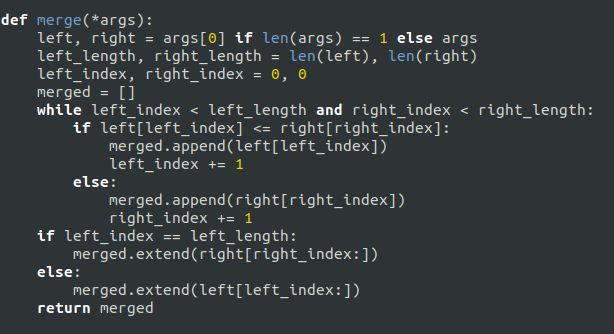 def merge(*args):
    left, right = args[0] if len(args) == 1 else args
    left_length, right_length = len(left), len(right)
    left_index, right_index = 0, 0
    merged = []
    while left_index < left_length and right_index < right_length:
        if left[left_index] <= right[right_index]:
            merged.append(left[left_index])
            left_index += 1
        else:
            merged.append(right[right_index])
            right_index += 1
    if left_index == left_length:
        merged.extend(right[right_index:])
    else:
        merged.extend(left[left_index:])
    return merged